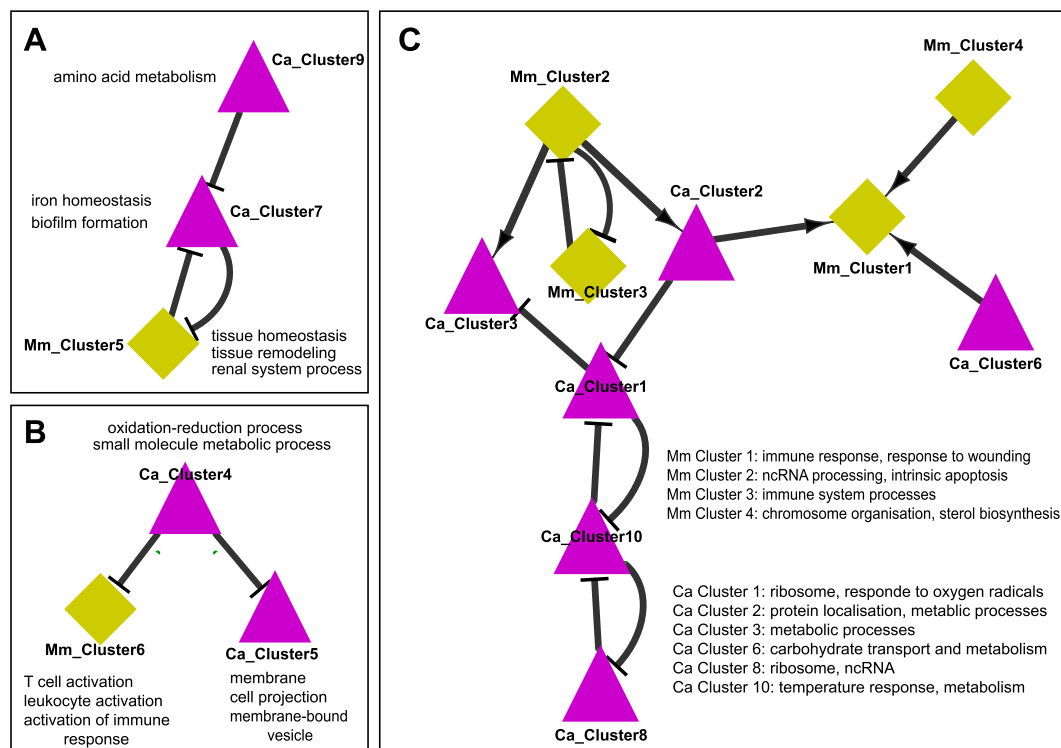 A
Ca_Cluster9
amino acid metabolism
iron homeostasis
biofilm formation
Ca_Cluster7
Mm_Cluster5
tissue homeostasis
tissue remodeling
renal system process
B
oxidation-reduction process
small molecule metabolic process
Ca_Cluster4
Mm_Cluster6
Ca_Cluster5
T cell activation
leukocyte activation
activation of immune
response
membrane
cell projection
membrane-bound
vesicle
C
Mm_Cluster4
Mm_Cluster2
Ca_Cluster2
Mm_Cluster1
Mm_Cluster3
Ca_Cluster3
Ca_Cluster6
Ca_Cluster1
Mm Cluster 1: immune response, response to wounding
Mm Cluster 2: ncRNA processing, intrinsic apoptosis
Mm Cluster 3: immune system processes
Mm Cluster 4: chromosome organisation, sterol biosynthesis
Ca_Cluster10
Ca Cluster 1: ribosome, responde to oxygen radicals
Ca Cluster 2: protein localisation, metablic processes
Ca Cluster 3: metabolic processes
Ca Cluster 6: carbohydrate transport and metabolism
Ca Cluster 8: ribosome, ncRNA
Ca Cluster 10: temperature response, metabolism
Ca_Cluster8